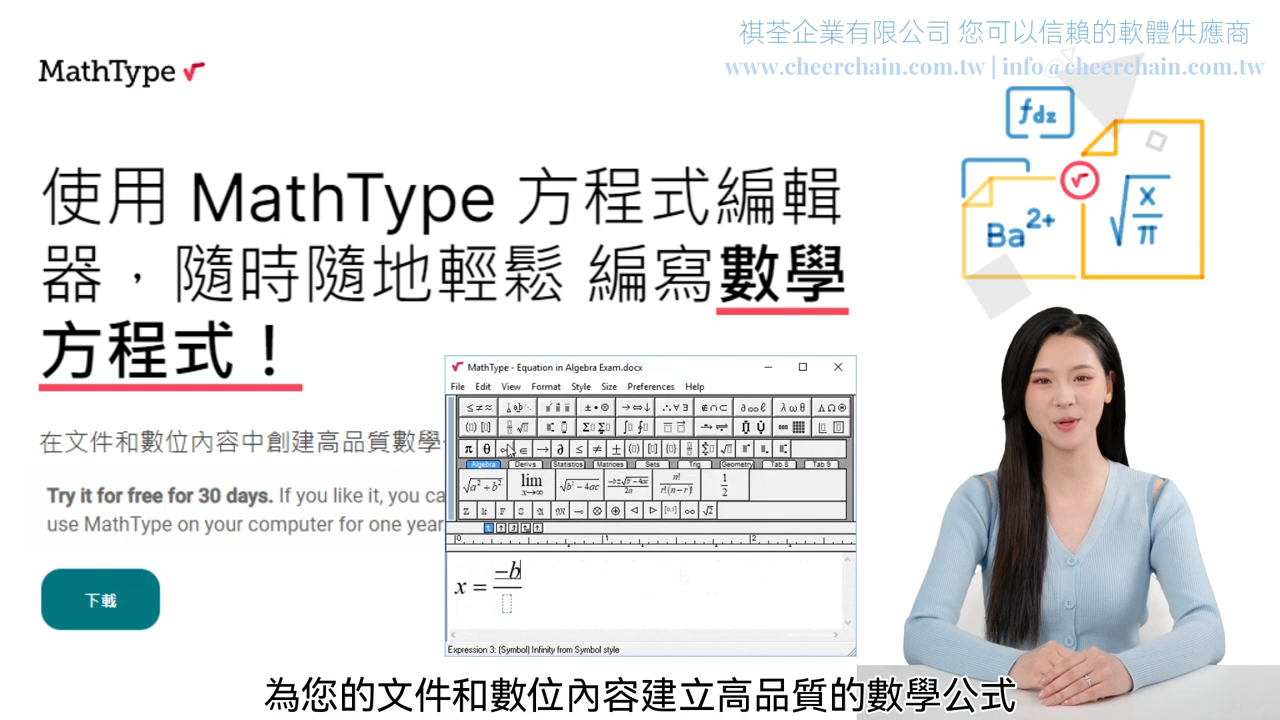 祺荃企業有限公司 您可以信賴的軟體供應商
www.cheerchain.com.tw | info@cheerchain.com.tw
MathType
使用 MathType 方程式編輯
器，隨時隨地輕鬆 編寫數學
方程式！
在文件和數位內容中創建高品質數學
Try it for free for 30 days. If you like it, you ca
use MathType on your computer for one year
下載
fdz
Ba2+
√x/π
MathType - Equation in Algebra Exam.docx
File Edit View Format Style Size Preferences Help
Algebra Derivs Statistics Matrices Sets Trig Geometry Tab 8 Tab 9
0 1 2
x = −b
Expression 3: (Symbol) Infinity from Symbol style
為您的文件和數位內容建立高品質的數學公式